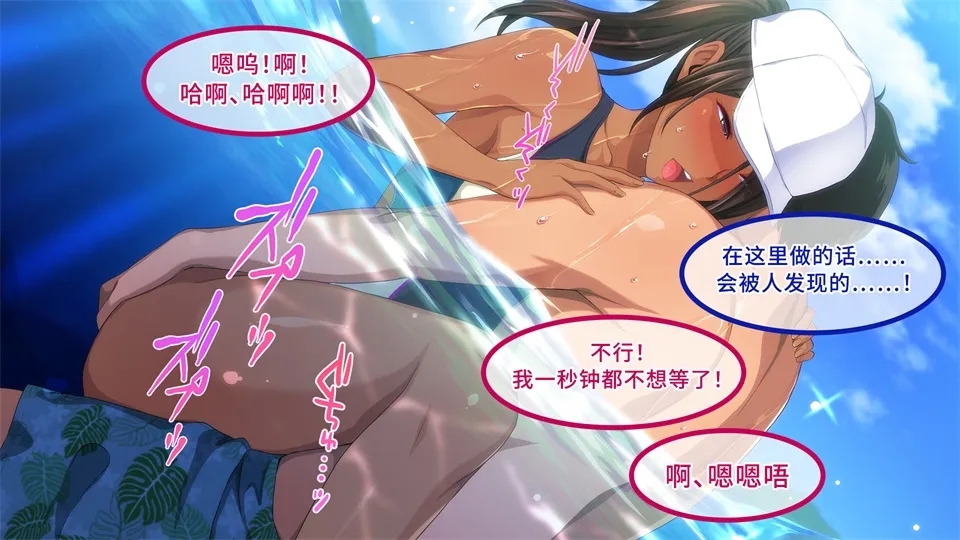 嗯呜！啊！
哈啊、哈啊啊！！
在这里做的话……
会被人发现的……！
不行！
我一秒钟都不想等了！
啊、嗯嗯唔